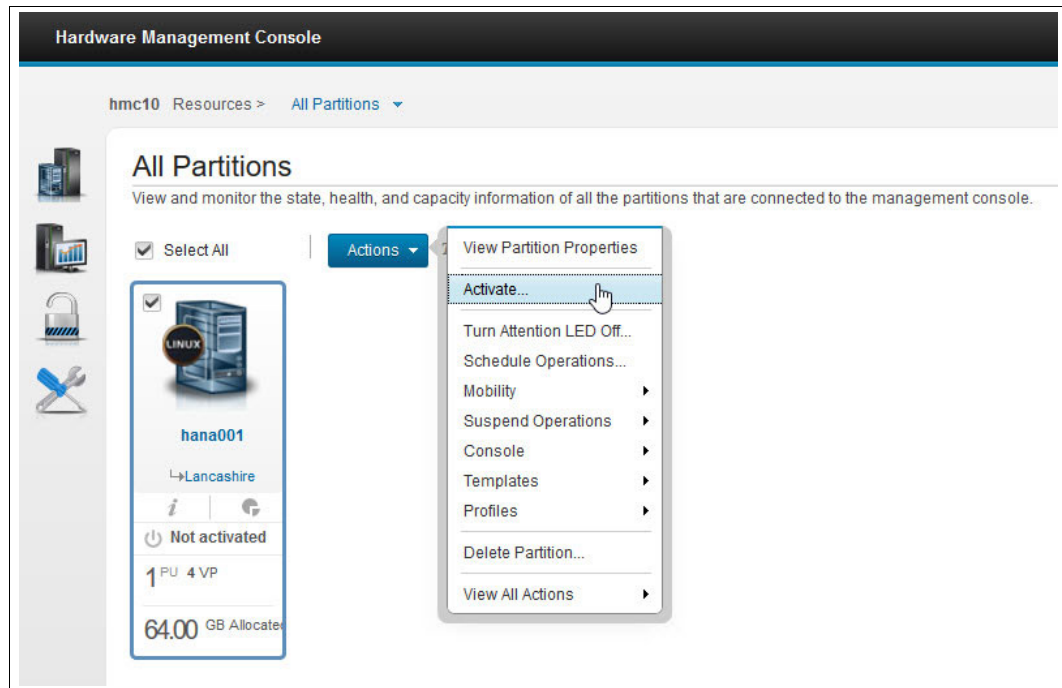 Hardware Management Console
hmc10 Resources > All Partitions
All Partitions
View and monitor the state, health, and capacity information of all the partitions that are connected to the management console.
Select All
Actions
View Partition Properties
Activate...
Turn Attention LED Off...
Schedule Operations...
Mobility
Suspend Operations
Console
Templates
Profiles
Delete Partition...
View All Actions
LINUX
hana001
Lancashire
i
Not activated
1 PU 4 VP
64.00 GB